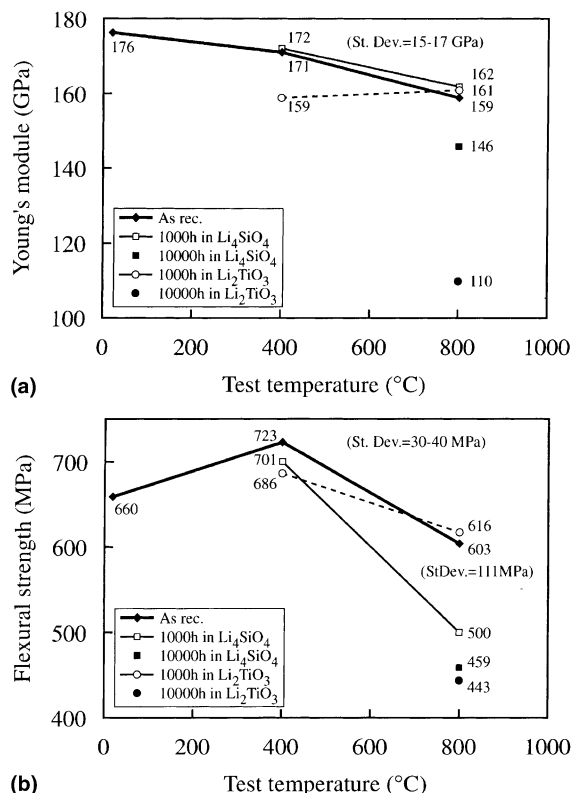 180
172
(St. Dev.=15-17 GPa)
176
171
162
161
160
159
159
146
140
Young's module (GPa)
As rec.
1000h in Li4SiO4
10000h in Li4SiO4
1000h in Li2TiO3
10000h in Li2TiO3
120
110
100
0 200 400 600 800 1000
(a)
Test temperature (°C)
723
(St. Dev.=30-40 MPa)
700
701
686
660
616
603
600
(StDev.=111MPa)
Flexural strength (MPa)
As rec.
1000h in Li4SiO4
10000h in Li4SiO4
1000h in Li2TiO3
10000h in Li2TiO3
500
500
459
443
400
0 200 400 600 800 1000
(b)
Test temperature (°C)